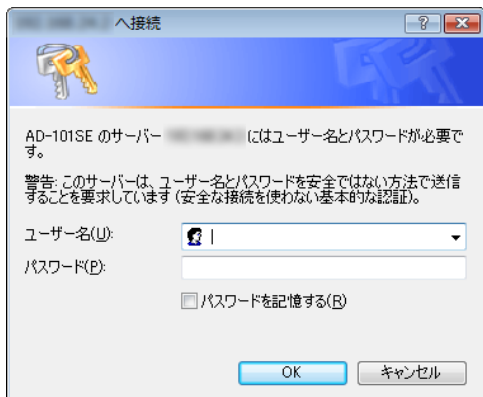 へ接続
AD-101SE のサーバー にはユーザー名とパスワードが必要で
す。
警告: このサーバーは、ユーザー名とパスワードを安全ではない方法で送信
することを要求しています (安全な接続を使わない基本的な認証)。
ユーザー名(U):
パスワード(P):
パスワードを記憶する(R)
OK キャンセル